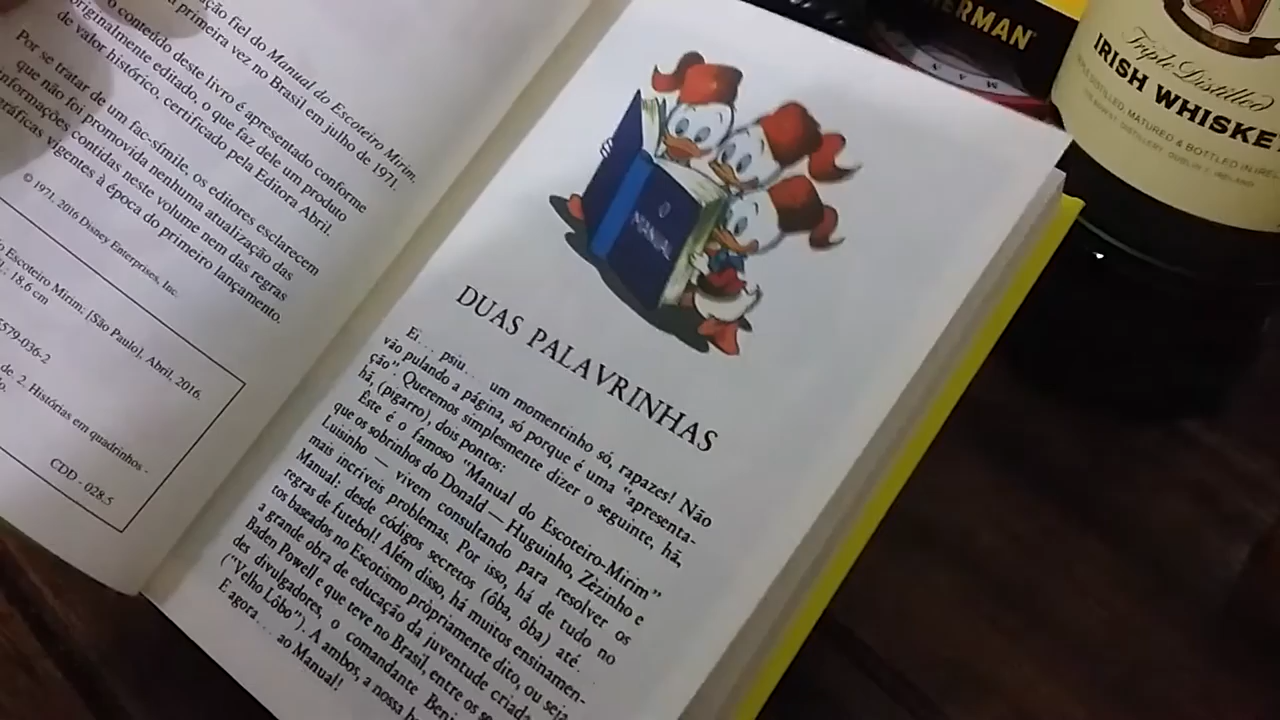 ção fiel do Manual do Escoteiro Mirim,
primeira vez no Brasil em julho de 1971.
o conteúdo deste livro é apresentado conforme
originalmente editado, o que faz dele um produto
de valor histórico, certificado pela Editora Abril.
Por se tratar de um fac-símile, os editores esclarecem
que não foi promovida nenhuma atualização das
informações contidas neste volume nem das regras
gráficas vigentes à época do primeiro lançamento.
© 1971, 2016 Disney Enterprises, Inc.
Escoteiro Mirim; [São Paulo], Abril, 2016.
18.6 cm
579-036-2
de. 2. Histórias em quadrinhos -
CDD - 028.5
O
MANUAL
DUAS PALAVRINHAS
Ei... psiu... um momentinho só, rapazes! Não
vão pulando a página, só porque é uma "apresenta-
ção". Queremos simplesmente dizer o seguinte, hã,
hã, (pigarro), dois pontos:
Êste é o famoso "Manual do Escoteiro-Mirim"
que os sobrinhos do Donald — Huguinho, Zèzinho e
Luisinho — vivem consultando para resolver os
mais incríveis problemas. Por isso, há de tudo no
Manual: desde códigos secretos (ôba, ôba) até...
regras de futebol! Além disso, há muitos ensinamen-
tos baseados no Escotismo pròpriamente dito, ou seja
a grande obra de educação da juventude criada
Baden Powell e que teve no Brasil, entre os
des divulgadores, o comandante
("Velho Lôbo"). A ambos, a nossa
E agora... ao Manual!
ERMAN
Triple Distilled
IRISH WHISKEY
TRIPLE DISTILLED, MATURED & BOTTLED IN IREL